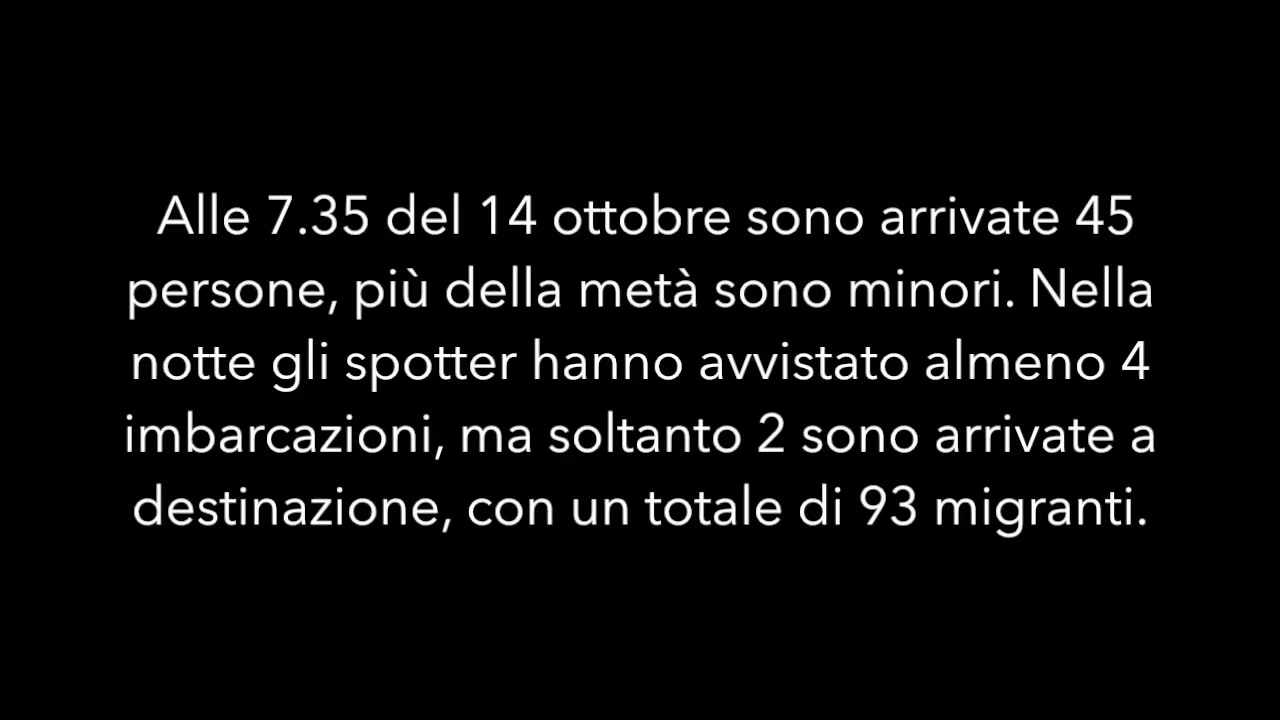 Alle 7.35 del 14 ottobre sono arrivate 45
persone, più della metà sono minori. Nella
notte gli spotter hanno avvistato almeno 4
imbarcazioni, ma soltanto 2 sono arrivate a
destinazione, con un totale di 93 migranti.